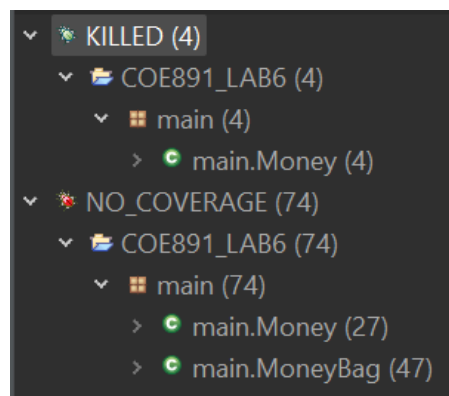 KILLED (4)
COE891_LAB6 (4)
main (4)
main.Money (4)
NO_COVERAGE (74)
COE891_LAB6 (74)
main (74)
main.Money (27)
main.MoneyBag (47)